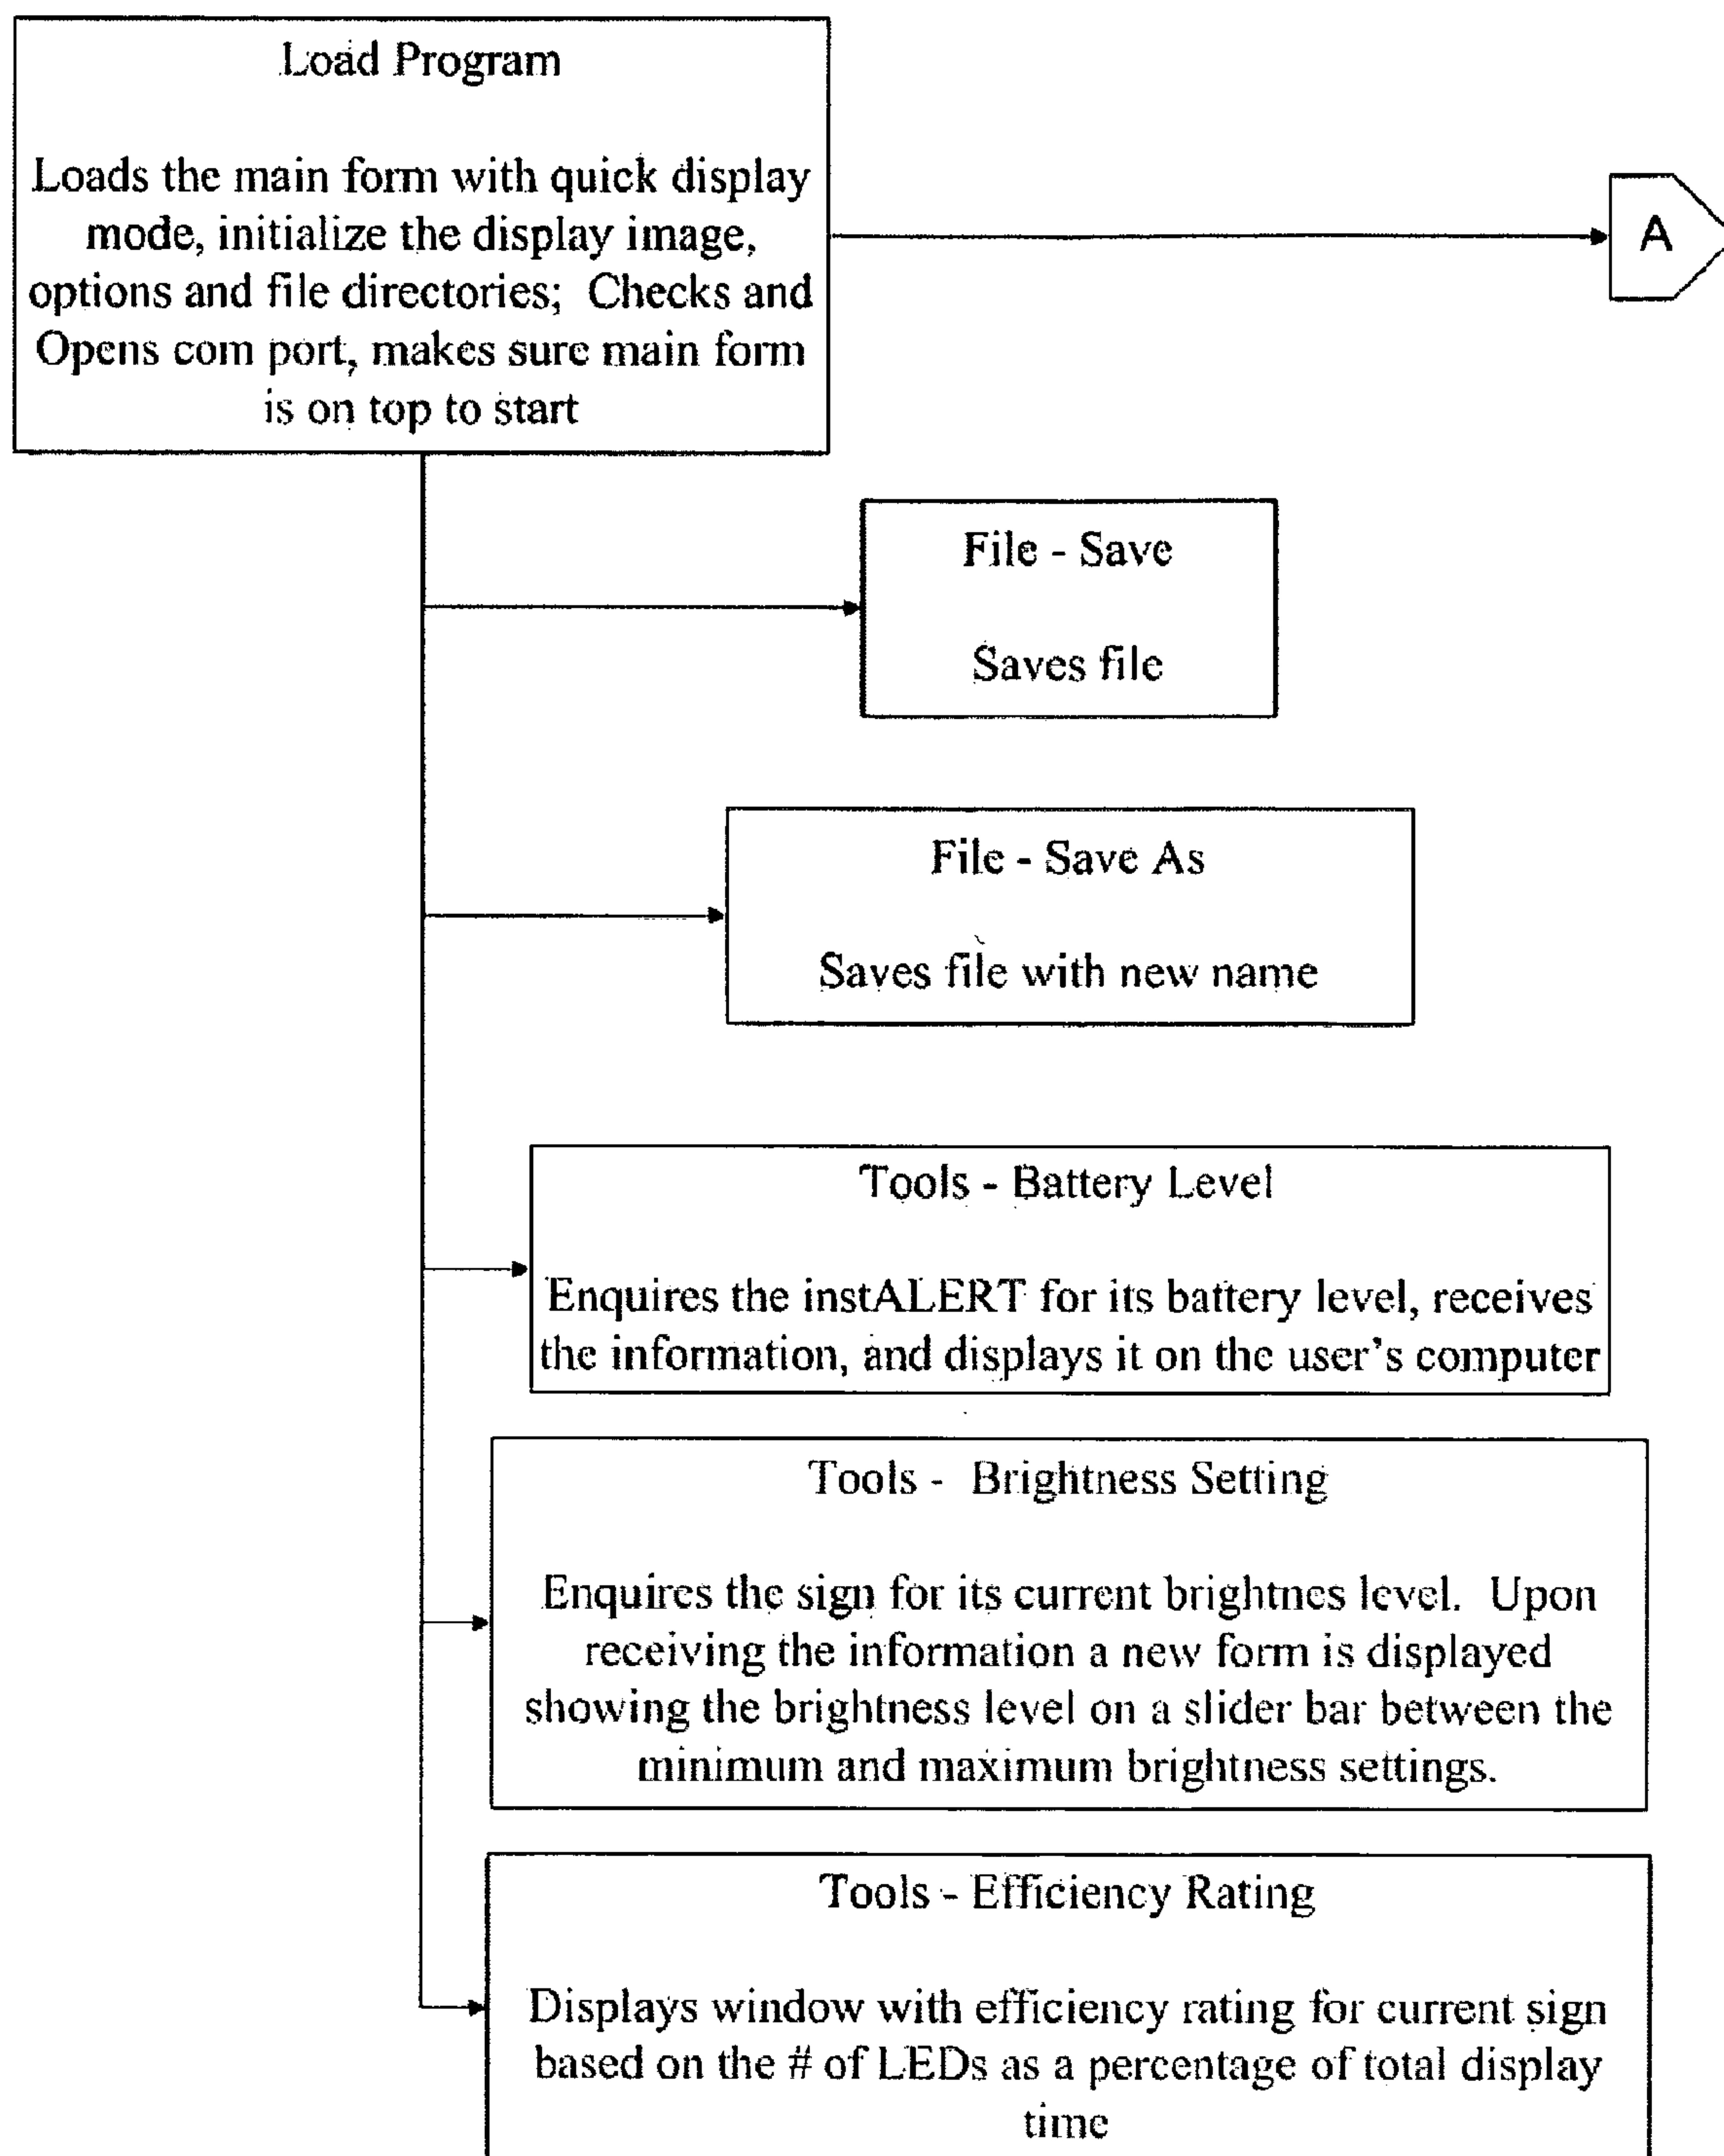 Load Program
Loads the main form with quick display
mode, initialize the display image,
options and file directories; Checks and
Opens com port, makes sure main form
is on top to start
A
File - Save
Saves file
File - Save As
Saves file with new name
Tools - Battery Level
Enquires the instALERT for its battery level, receives
the information, and displays it on the user's computer
Tools - Brightness Setting
Enquires the sign for its current brightnes level. Upon
receiving the information a new form is displayed
showing the brightness level on a slider bar between the
minimum and maximum brightness settings.
Tools - Efficiency Rating
Displays window with efficiency rating for current sign
based on the # of LEDs as a percentage of total display
time